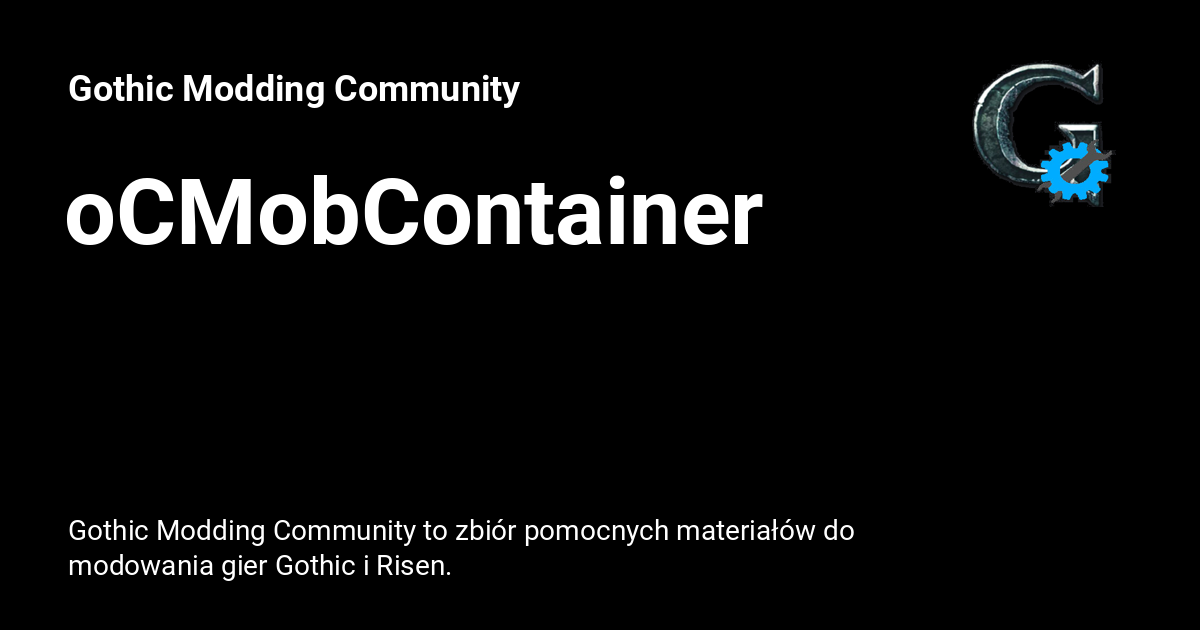 Gothic Modding Community
oCMobContainer
Gothic Modding Community to zbiór pomocnych materiałów do
modowania gier Gothic i Risen.